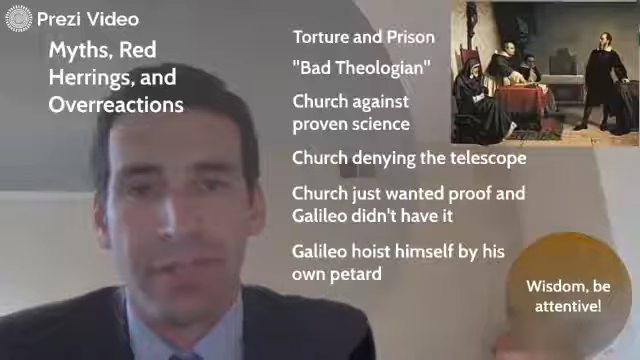 Prezi Video
Myths, Red
Herrings, and
Overreactions
Torture and Prison
"Bad Theologian"
Church against
proven science
Church denying the telescope
Church just wanted proof and
Galileo didn't have it
Galileo hoist himself by his
own petard
Wisdom, be
attentive!